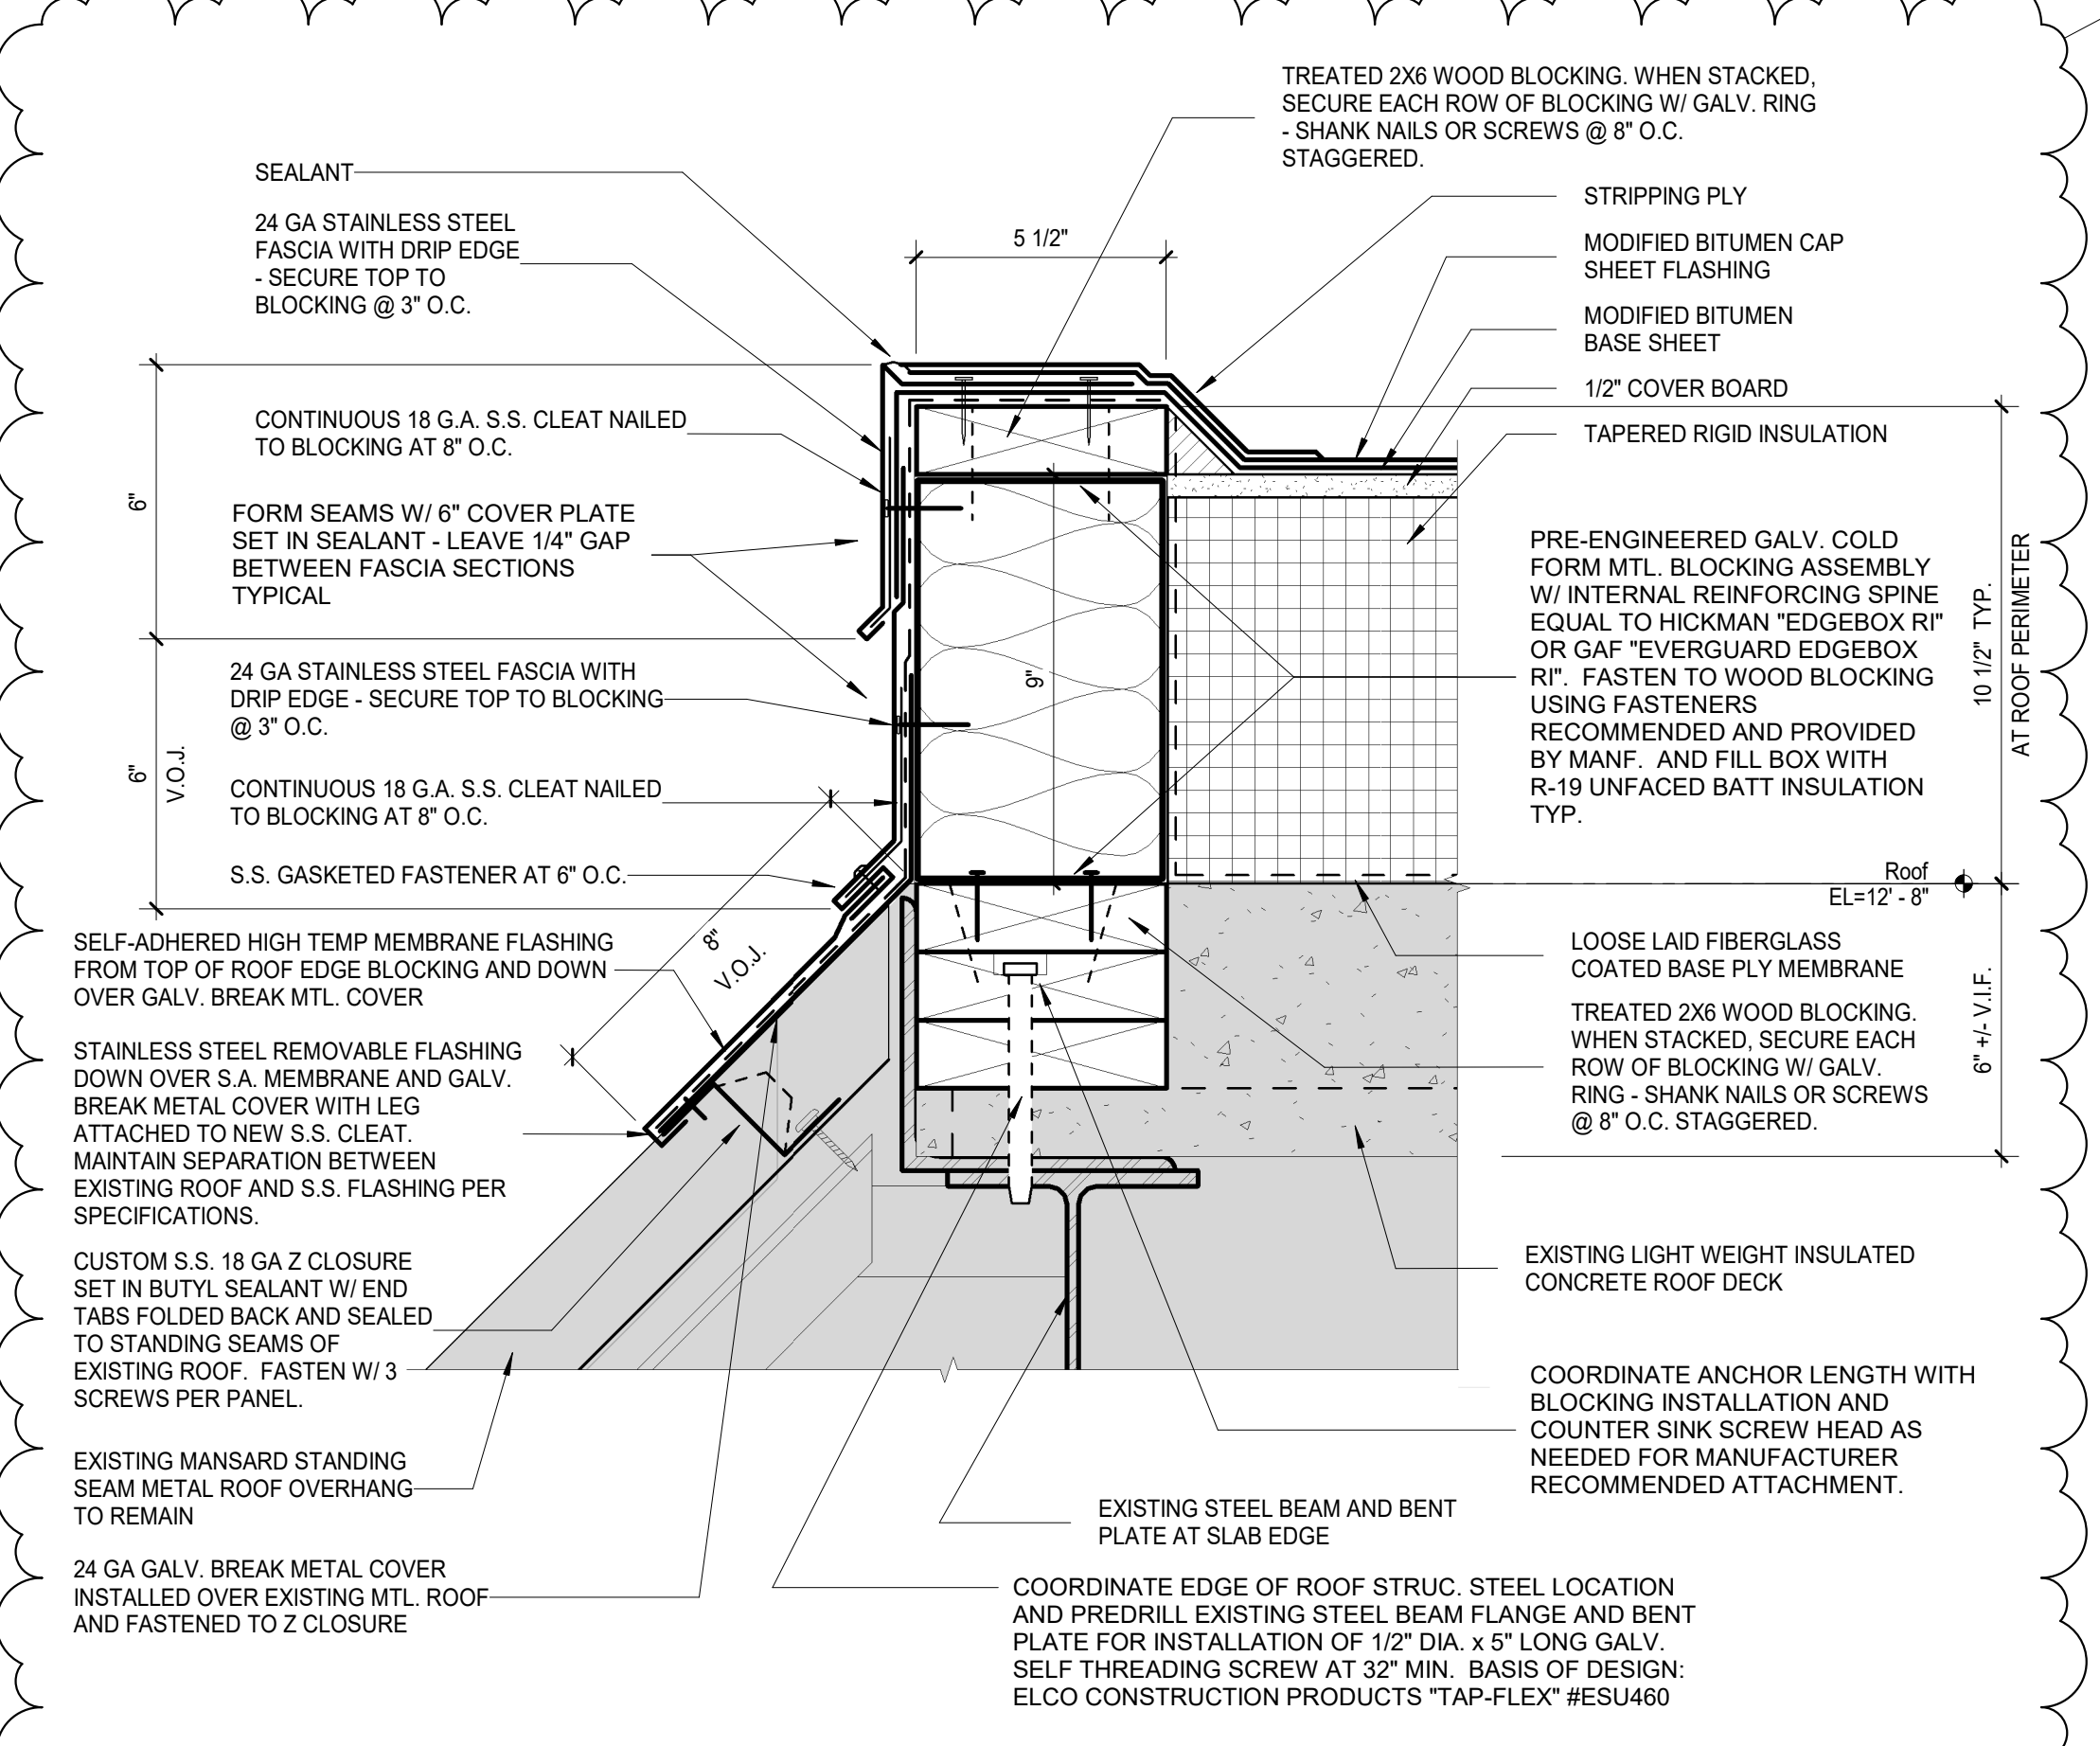 TREATED 2X6 WOOD BLOCKING. WHEN STACKED,
SECURE EACH ROW OF BLOCKING W/ GALV. RING
- SHANK NAILS OR SCREWS @ 8" O.C.
STAGGERED.
SEALANT
24 GA STAINLESS STEEL
FASCIA WITH DRIP EDGE
- SECURE TOP TO
BLOCKING @ 3" O.C.
5 1/2"
STRIPPING PLY
MODIFIED BITUMEN CAP
SHEET FLASHING
MODIFIED BITUMEN
BASE SHEET
1/2" COVER BOARD
TAPERED RIGID INSULATION
CONTINUOUS 18 G.A. S.S. CLEAT NAILED
TO BLOCKING AT 8" O.C.
6"
FORM SEAMS W/ 6" COVER PLATE
SET IN SEALANT - LEAVE 1/4" GAP
BETWEEN FASCIA SECTIONS
TYPICAL
PRE-ENGINEERED GALV. COLD
FORM MTL. BLOCKING ASSEMBLY
W/ INTERNAL REINFORCING SPINE
EQUAL TO HICKMAN "EDGEBOX RI"
OR GAF "EVERGUARD EDGEBOX
RI".  FASTEN TO WOOD BLOCKING
USING FASTENERS
RECOMMENDED AND PROVIDED
BY MANF.  AND FILL BOX WITH
R-19 UNFACED BATT INSULATION
TYP.
10 1/2"  TYP.
AT ROOF PERIMETER
9"
24 GA STAINLESS STEEL FASCIA WITH
DRIP EDGE - SECURE TOP TO BLOCKING
@ 3" O.C.
6"
V.O.J.
CONTINUOUS 18 G.A. S.S. CLEAT NAILED
TO BLOCKING AT 8" O.C.
S.S. GASKETED FASTENER AT 6" O.C.
Roof
EL=12' - 8"
8"
V.O.J.
SELF-ADHERED HIGH TEMP MEMBRANE FLASHING
FROM TOP OF ROOF EDGE BLOCKING AND DOWN
OVER GALV. BREAK MTL. COVER
LOOSE LAID FIBERGLASS
COATED BASE PLY MEMBRANE
TREATED 2X6 WOOD BLOCKING.
WHEN STACKED, SECURE EACH
ROW OF BLOCKING W/ GALV.
RING - SHANK NAILS OR SCREWS
@ 8" O.C. STAGGERED.
6" +/- V.I.F.
STAINLESS STEEL REMOVABLE FLASHING
DOWN OVER S.A. MEMBRANE AND GALV.
BREAK METAL COVER WITH LEG
ATTACHED TO NEW S.S. CLEAT.
MAINTAIN SEPARATION BETWEEN
EXISTING ROOF AND S.S. FLASHING PER
SPECIFICATIONS.
CUSTOM S.S. 18 GA Z CLOSURE
SET IN BUTYL SEALANT W/ END
TABS FOLDED BACK AND SEALED
TO STANDING SEAMS OF
EXISTING ROOF.  FASTEN W/ 3
SCREWS PER PANEL.
EXISTING LIGHT WEIGHT INSULATED
CONCRETE ROOF DECK
COORDINATE ANCHOR LENGTH WITH
BLOCKING INSTALLATION AND
COUNTER SINK SCREW HEAD AS
NEEDED FOR MANUFACTURER
RECOMMENDED ATTACHMENT.
EXISTING MANSARD STANDING
SEAM METAL ROOF OVERHANG
TO REMAIN
EXISTING STEEL BEAM AND BENT
PLATE AT SLAB EDGE
24 GA GALV. BREAK METAL COVER
INSTALLED OVER EXISTING MTL. ROOF
AND FASTENED TO Z CLOSURE
COORDINATE EDGE OF ROOF STRUC. STEEL LOCATION
AND PREDRILL EXISTING STEEL BEAM FLANGE AND BENT
PLATE FOR INSTALLATION OF 1/2" DIA. x 5" LONG GALV.
SELF THREADING SCREW AT 32" MIN.  BASIS OF DESIGN:
ELCO CONSTRUCTION PRODUCTS "TAP-FLEX" #ESU460